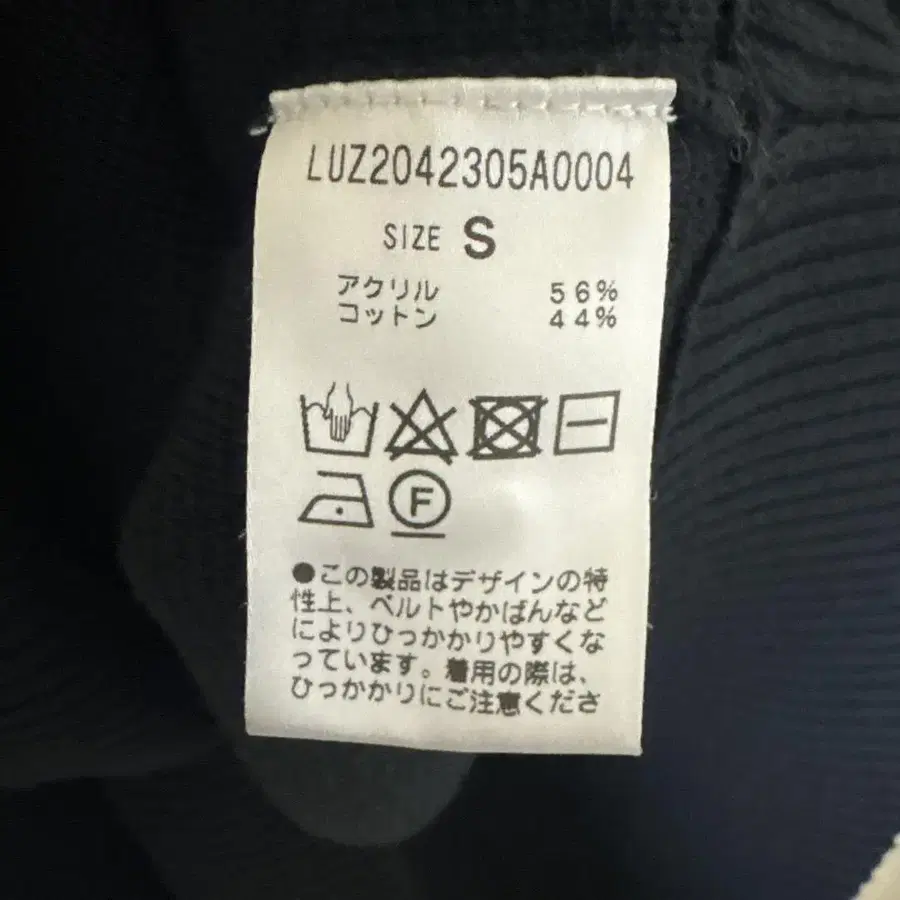 LUZ2042305A0004
SIZE S
アクリル 56%
コットン 44%
F
●この製品はデザインの特
性上、ベルトやかばんなど
によりひっかかりやすくな
っています。着用の際は、
ひっかかりにご注意くださ